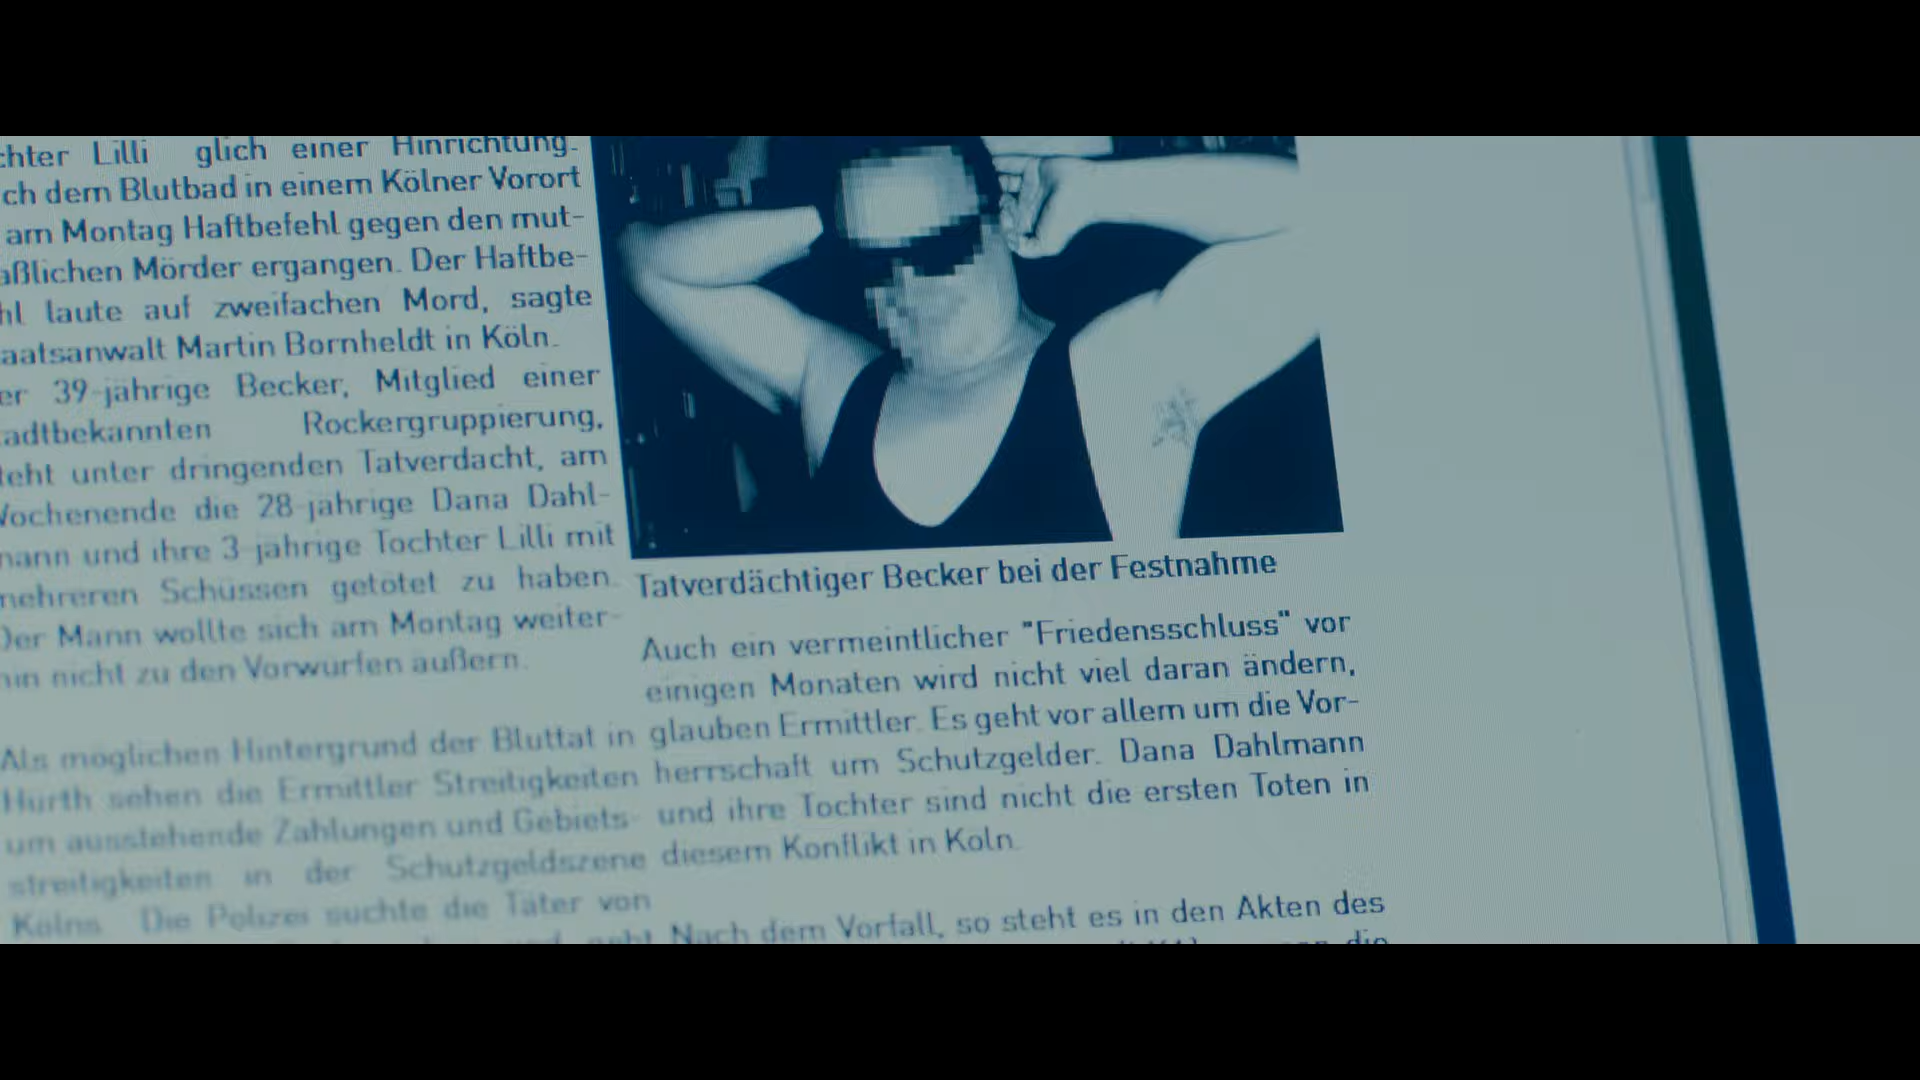 chter Lilli glich einer Hinrichtung.
ch dem Blutbad in einem Kölner Vorort
am Montag Haftbefehl gegen den mut-
aßlichen Mörder ergangen. Der Haftbe-
hl laute auf zweifachen Mord, sagte
aatsanwalt Martin Bornheldt in Köln.
er 39-jährige Becker, Mitglied einer
adtbekannten Rockergruppierung,
teht unter dringenden Tatverdacht, am
Wochenende die 28-jährige Dana Dahl-
mann und ihre 3-jährige Tochter Lilli mit
mehreren Schüssen getötet zu haben.
Der Mann wollte sich am Montag weiter-
hin nicht zu den Vorwürfen äußern.
Als möglichen Hintergrund der Bluttat in
Hürth sehen die Ermittler Streitigkeiten
um ausstehende Zahlungen und Gebiets-
streitigkeiten in der Schutzgeldszene
Kölns. Die Polizei suchte die Täter von
Tatverdächtiger Becker bei der Festnahme
Auch ein vermeintlicher "Friedensschluss" vor
einigen Monaten wird nicht viel daran ändern,
glauben Ermittler. Es geht vor allem um die Vor-
herrschaft um Schutzgelder. Dana Dahlmann
und ihre Tochter sind nicht die ersten Toten in
diesem Konflikt in Köln.
Nach dem Vorfall, so steht es in den Akten des
die